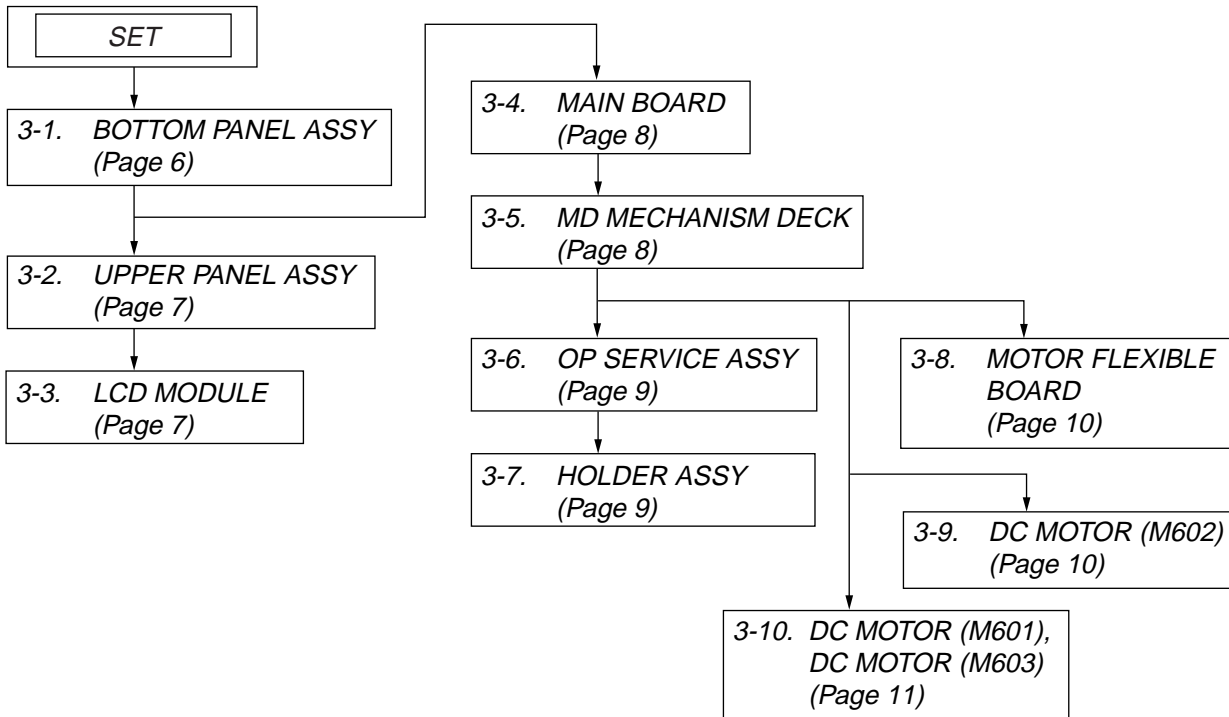 SET
3-1. BOTTOM PANEL ASSY
(Page 6)
3-2. UPPER PANEL ASSY
(Page 7)
3-3. LCD MODULE
(Page 7)
3-4. MAIN BOARD
(Page 8)
3-5. MD MECHANISM DECK
(Page 8)
3-6. OP SERVICE ASSY
(Page 9)
3-7. HOLDER ASSY
(Page 9)
3-8. MOTOR FLEXIBLE
BOARD
(Page 10)
3-9. DC MOTOR (M602)
(Page 10)
3-10. DC MOTOR (M601),
DC MOTOR (M603)
(Page 11)